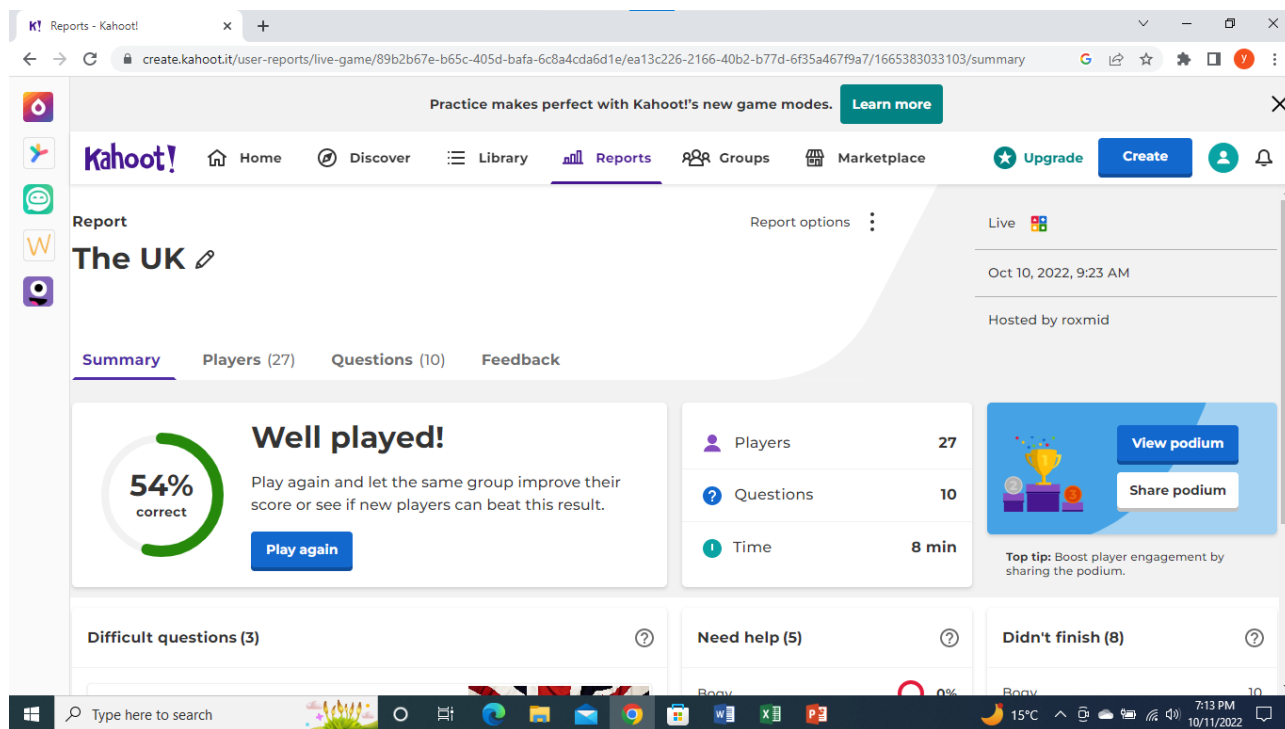 K! Reports - Kahoot!
create.kahoot.it/user-reports/live-game/89b2b67e-b65c-405d-bafa-6c8a4cda6d1e/ea13c226-2166-40b2-b77d-6f35a467f9a7/1665383033103/summary
Practice makes perfect with Kahoot!'s new game modes. Learn more
Kahoot! Home Discover Library Reports Groups Marketplace Upgrade Create
Report
Report options
The UK
Live
Oct 10, 2022, 9:23 AM
Hosted by roxmid
Summary Players (27) Questions (10) Feedback
54%
correct
Well played!
Play again and let the same group improve their
score or see if new players can beat this result.
Play again
Players 27
Questions 10
Time 8 min
View podium
Share podium
Top tip: Boost player engagement by
sharing the podium.
Difficult questions (3)
Need help (5)
Bogy 0%
Didn't finish (8)
Bogy 10
Type here to search
15°C
7:13 PM
10/11/2022